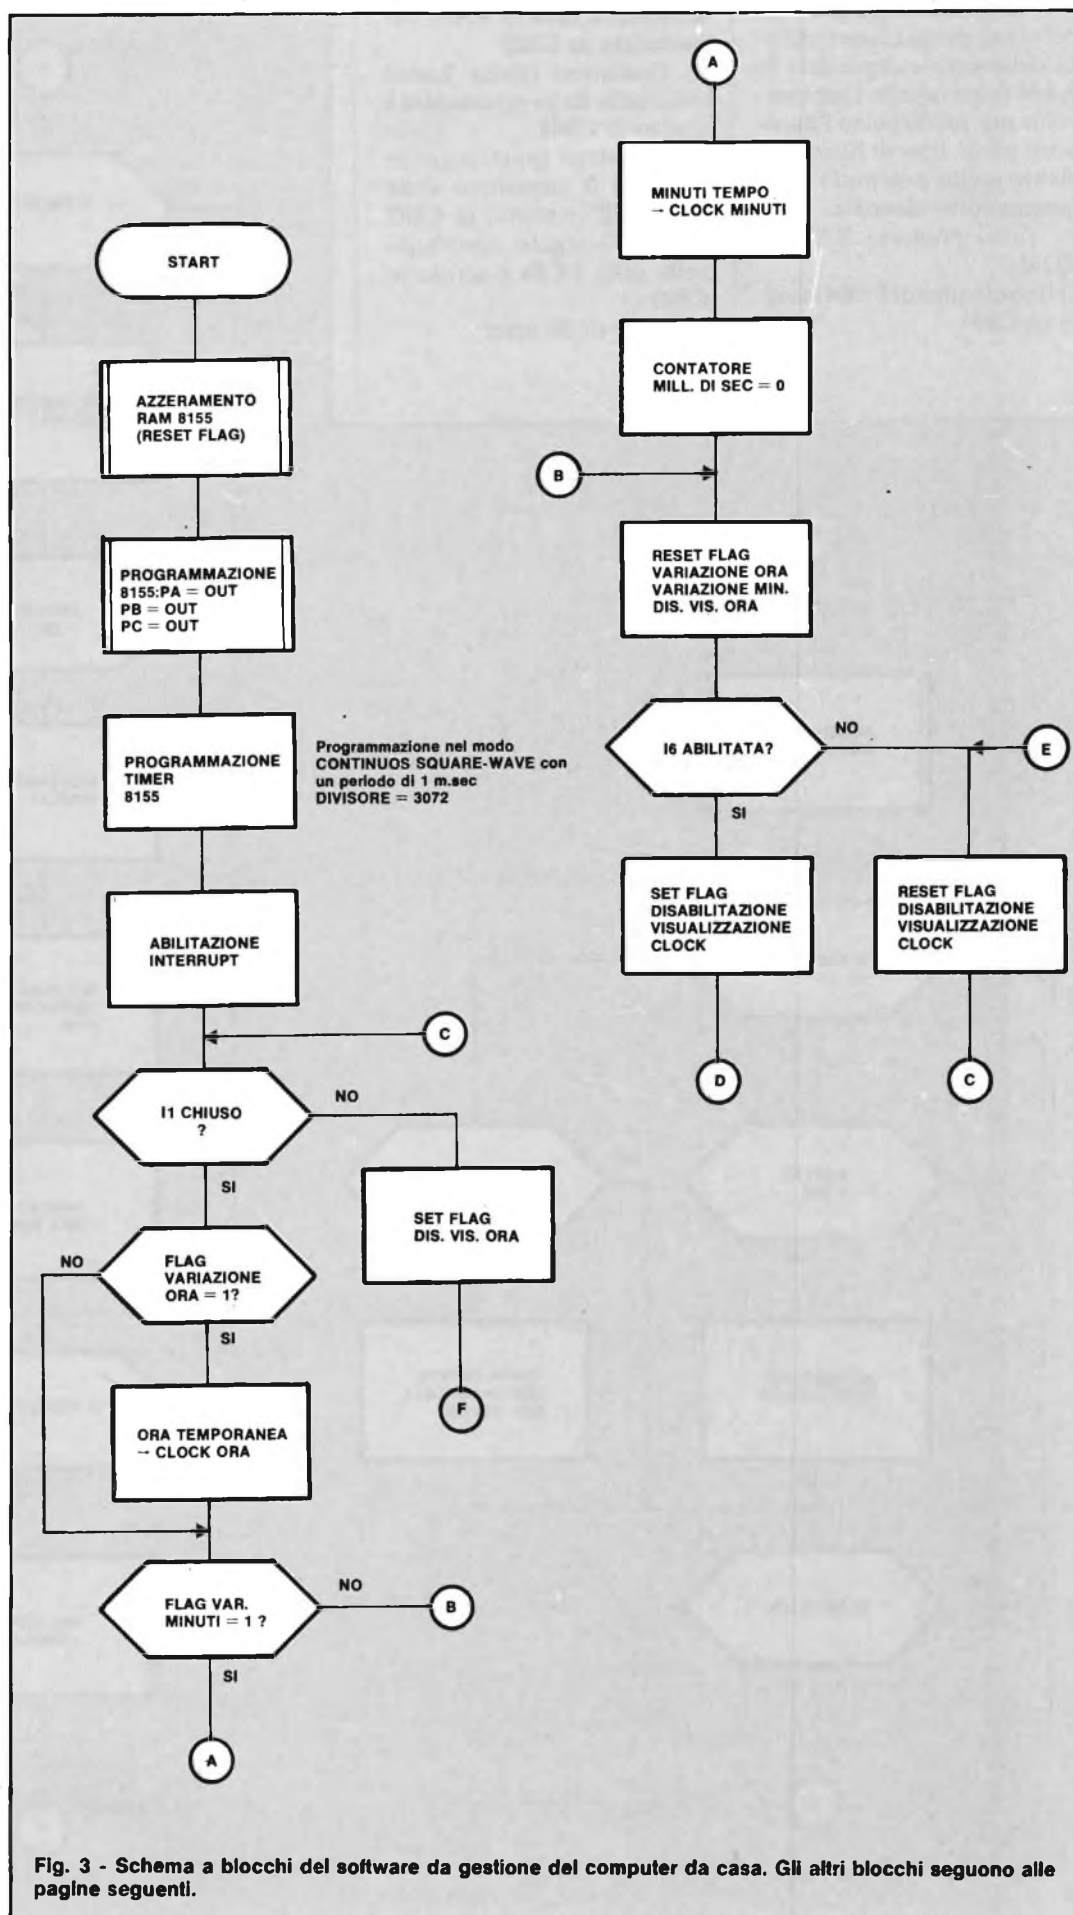 START
AZZERAMENTO
RAM 8155
(RESET FLAG)
PROGRAMMAZIONE
8155:PA = OUT
PB = OUT
PC = OUT
PROGRAMMAZIONE
TIMER
8155
Programmazione nel modo
CONTINUOS SQUARE-WAVE con
un periodo di 1 m.sec
DIVISORE = 3072
ABILITAZIONE
INTERRUPT
C
I1 CHIUSO
?
NO
SI
SET FLAG
DIS. VIS. ORA
F
NO
FLAG
VARIAZIONE
ORA = 1?
SI
ORA TEMPORANEA
→ CLOCK ORA
FLAG VAR.
MINUTI = 1 ?
NO
B
SI
A
A
MINUTI TEMPO
→ CLOCK MINUTI
CONTATORE
MILL. DI SEC = 0
B
RESET FLAG
VARIAZIONE ORA
VARIAZIONE MIN.
DIS. VIS. ORA
I6 ABILITATA?
NO
E
SI
SET FLAG
DISABILITAZIONE
VISUALIZZAZIONE
CLOCK
RESET FLAG
DISABILITAZIONE
VISUALIZZAZIONE
CLOCK
D
C
Fig. 3 - Schema a blocchi del software da gestione del computer da casa. Gli altri blocchi seguono alle
pagine seguenti.